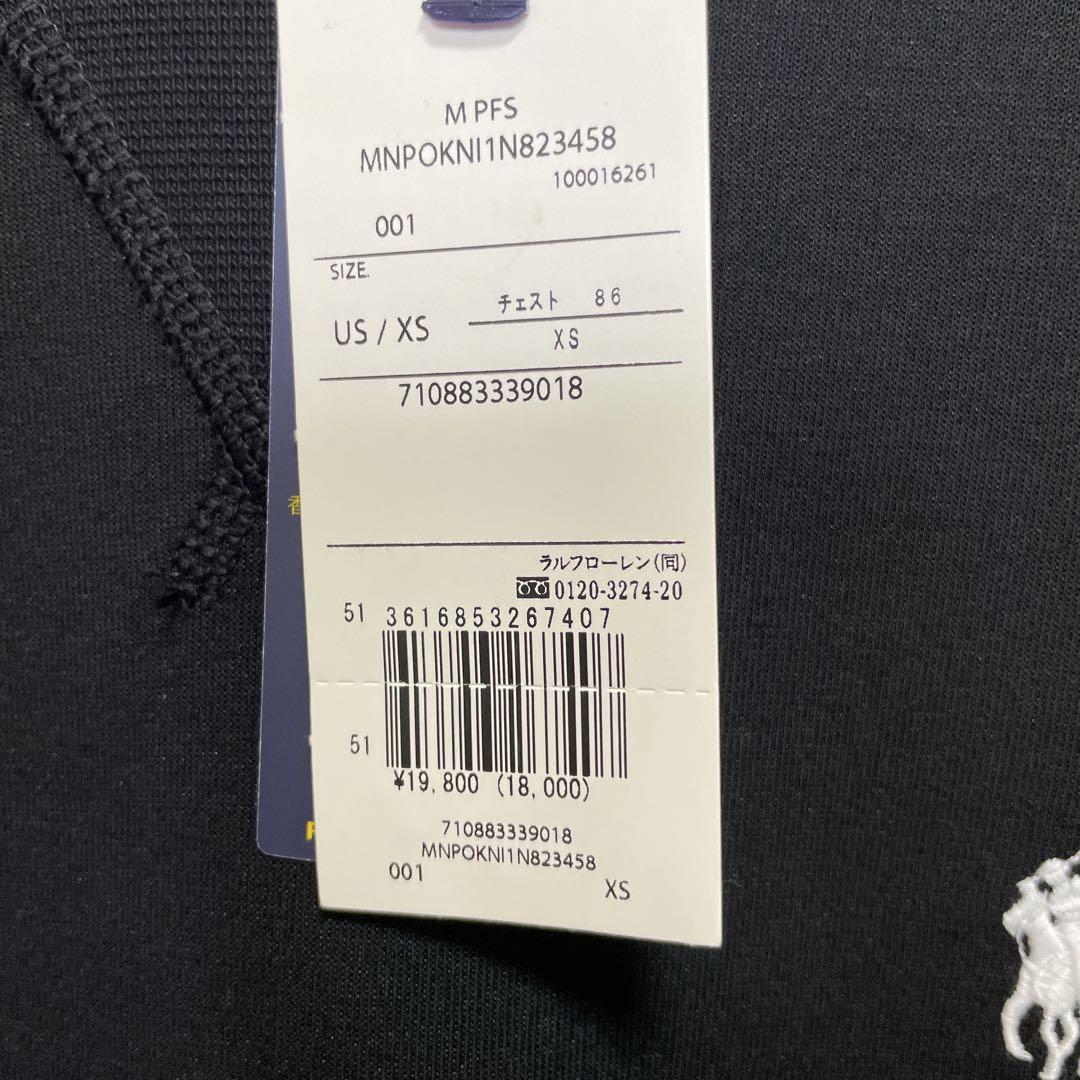 M PFS
MNPOKNI1N823458
100016261
001
SIZE.
US / XS
チェスト 86
XS
710883339018
ラルフローレン(同)
0120-3274-20
51 3616853267407
51
¥19,800 (18,000)
710883339018
MNPOKNI1N823458
001
XS
香